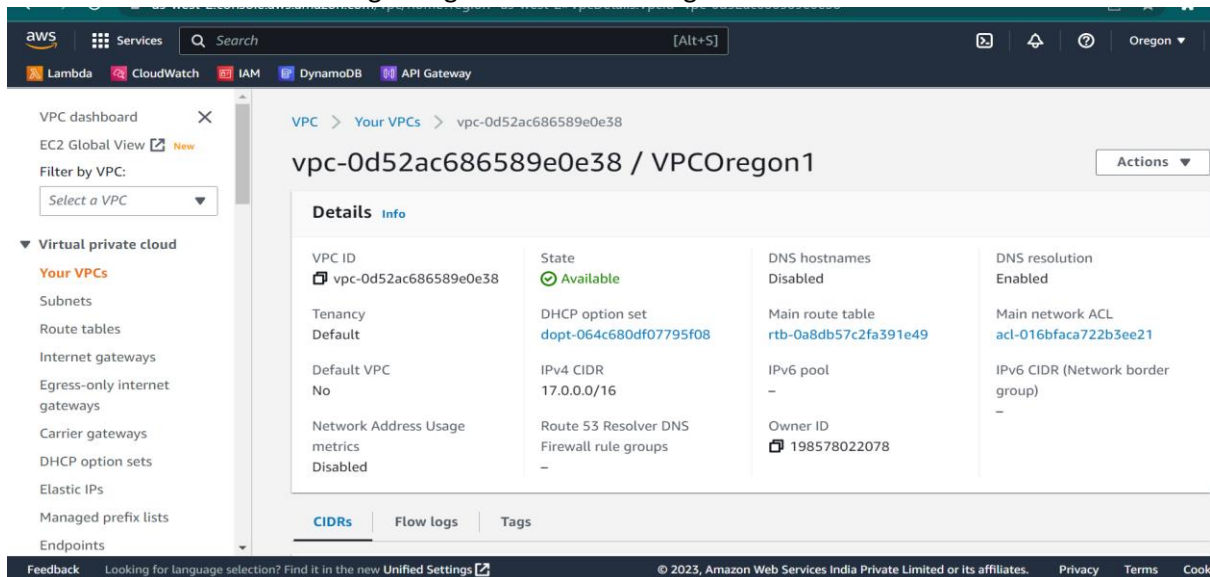 aws
Services
Search
[Alt+S]
Oregon
Lambda
CloudWatch
IAM
DynamoDB
API Gateway
VPC dashboard
EC2 Global View New
Filter by VPC:
Select a VPC
Virtual private cloud
Your VPCs
Subnets
Route tables
Internet gateways
Egress-only internet
gateways
Carrier gateways
DHCP option sets
Elastic IPs
Managed prefix lists
Endpoints
VPC > Your VPCs > vpc-0d52ac686589e0e38
vpc-0d52ac686589e0e38 / VPCOregon1
Actions
Details Info
VPC ID
vpc-0d52ac686589e0e38
State
Available
DNS hostnames
Disabled
DNS resolution
Enabled
Tenancy
Default
DHCP option set
dopt-064c680df07795f08
Main route table
rtb-0a8db57c2fa391e49
Main network ACL
acl-016bfaca722b3ee21
Default VPC
No
IPv4 CIDR
17.0.0.0/16
IPv6 pool
–
IPv6 CIDR (Network border
group)
–
Network Address Usage
metrics
Disabled
Route 53 Resolver DNS
Firewall rule groups
–
Owner ID
198578022078
CIDRs
Flow logs
Tags
Feedback
Looking for language selection? Find it in the new Unified Settings
© 2023, Amazon Web Services India Private Limited or its affiliates.
Privacy
Terms
Cook